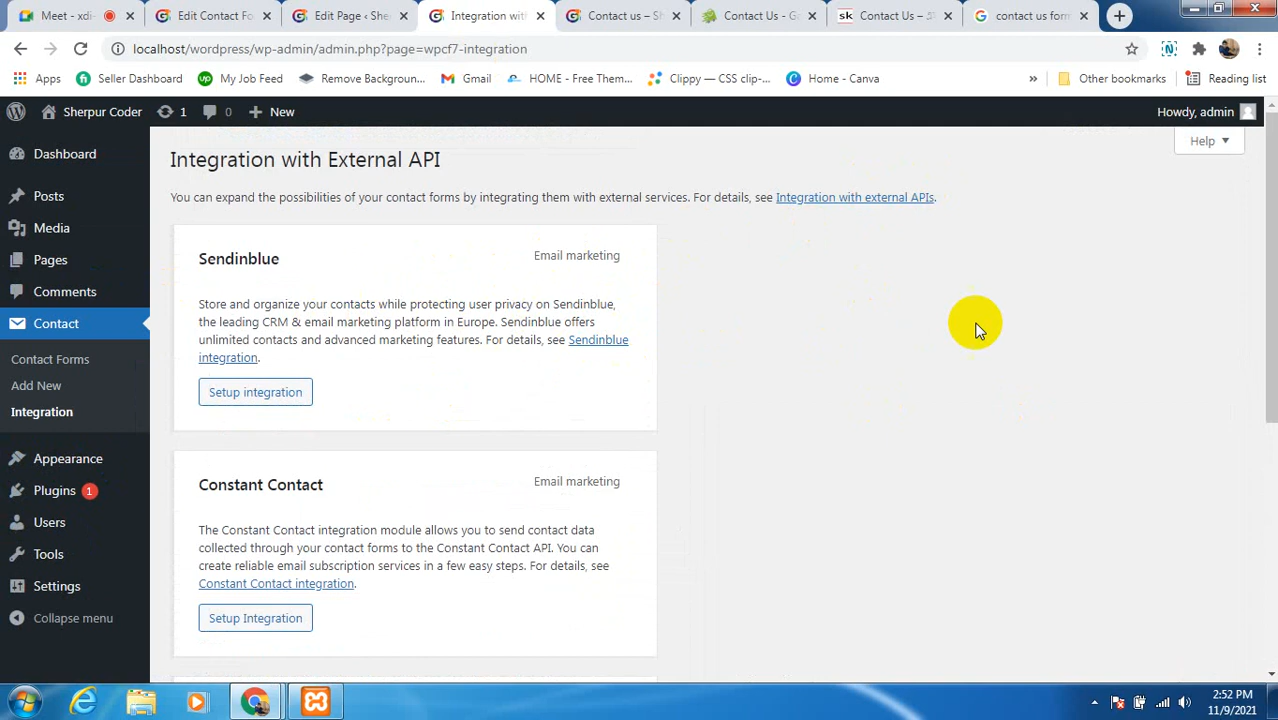 Meet - xdi
Edit Contact Fo
Edit Page ‹ She
Integration with
Contact us – Sh
Contact Us - Ge
sk Contact Us –
contact us form
localhost/wordpress/wp-admin/admin.php?page=wpcf7-integration
Apps
fi Seller Dashboard
up My Job Feed
Remove Backgroun...
Gmail
HOME - Free Them...
Clippy — CSS clip-...
C Home - Canva
»
Other bookmarks
Reading list
Sherpur Coder
1
0
New
Howdy, admin
Dashboard
Posts
Media
Pages
Comments
Contact
Contact Forms
Add New
Integration
Appearance
Plugins 1
Users
Tools
Settings
Collapse menu
Help
Integration with External API
You can expand the possibilities of your contact forms by integrating them with external services. For details, see Integration with external APIs.
Sendinblue
Email marketing
Store and organize your contacts while protecting user privacy on Sendinblue,
the leading CRM & email marketing platform in Europe. Sendinblue offers
unlimited contacts and advanced marketing features. For details, see Sendinblue
integration.
Setup integration
Constant Contact
Email marketing
The Constant Contact integration module allows you to send contact data
collected through your contact forms to the Constant Contact API. You can
create reliable email subscription services in a few easy steps. For details, see
Constant Contact integration.
Setup Integration
2:52 PM
11/9/2021